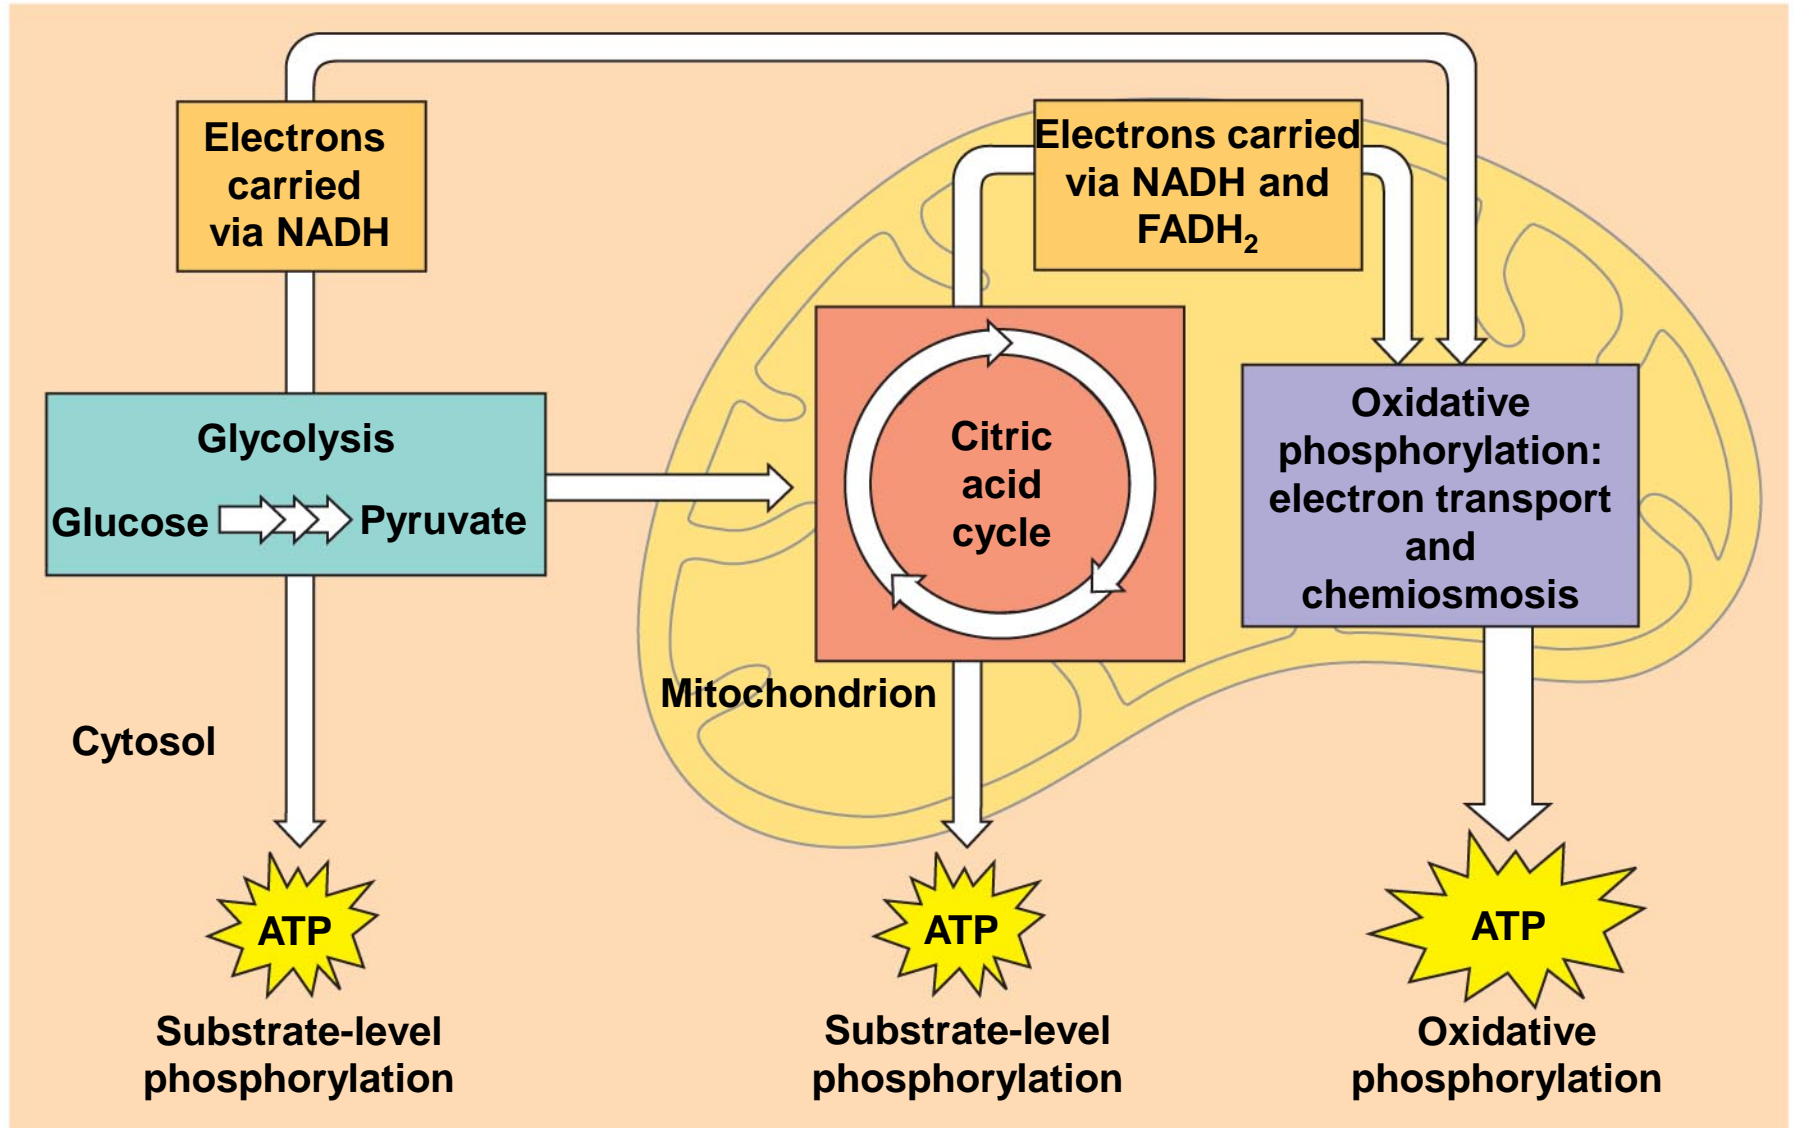 Electrons
carried
via NADH
Electrons carried
via NADH and
FADH₂
Glycolysis
Glucose Pyruvate
Citric
acid
cycle
Oxidative
phosphorylation:
electron transport
and
chemiosmosis
Mitochondrion
Cytosol
ATP
ATP
ATP
Substrate-level
phosphorylation
Substrate-level
phosphorylation
Oxidative
phosphorylation